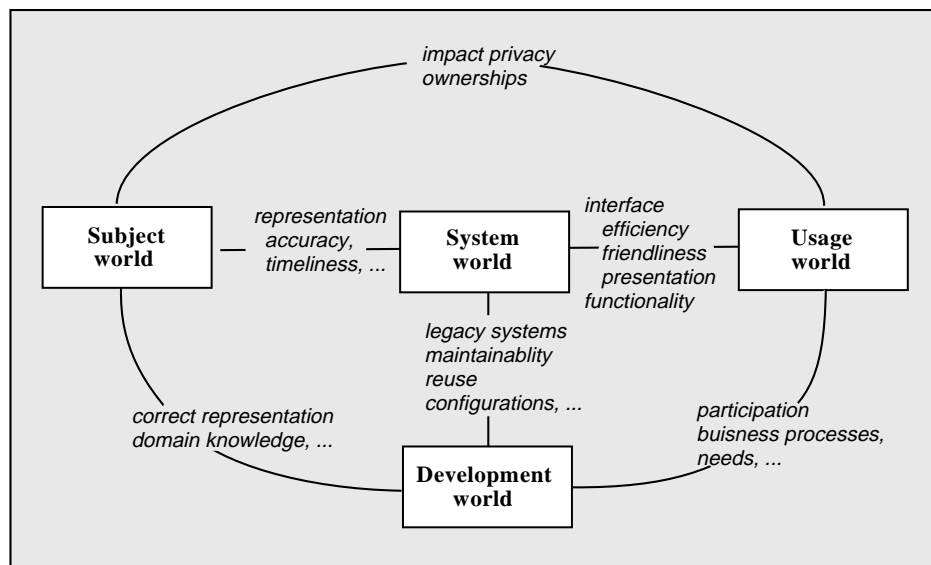 impact privacy
ownerships
Subject
world
representation
accuracy,
timeliness, ...
System
world
interface
efficiency
friendliness
presentation
functionality
Usage
world
legacy systems
maintainablity
reuse
configurations, ...
correct representation
domain knowledge, ...
participation
buisness processes,
needs, ...
Development
world